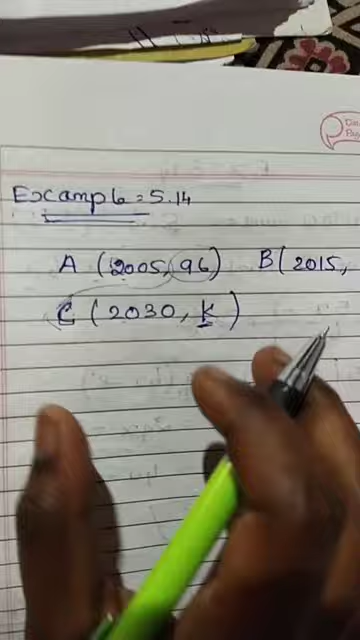 Example = 5.14
A (2005, 96) B( 2015,
C ( 2030, K )